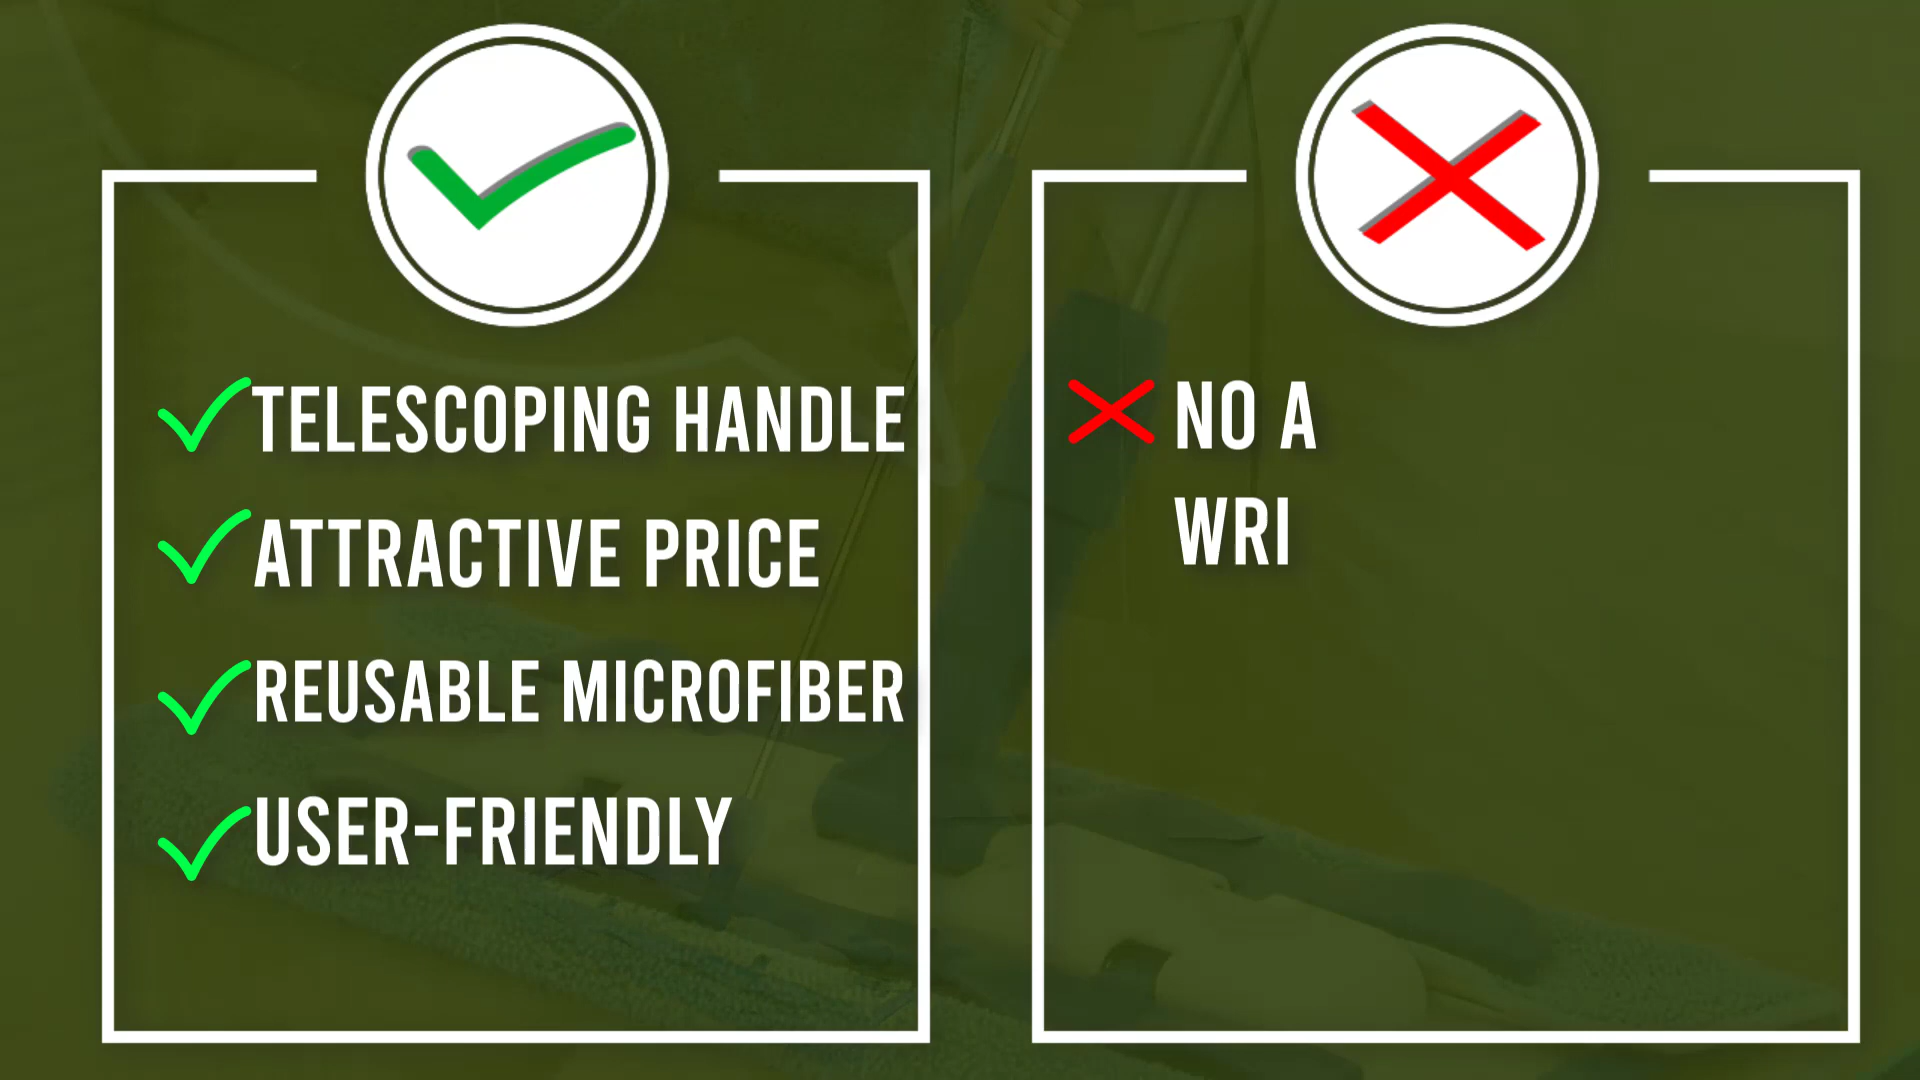 TELESCOPING HANDLE
ATTRACTIVE PRICE
REUSABLE MICROFIBER
USER-FRIENDLY
NO A
WRI